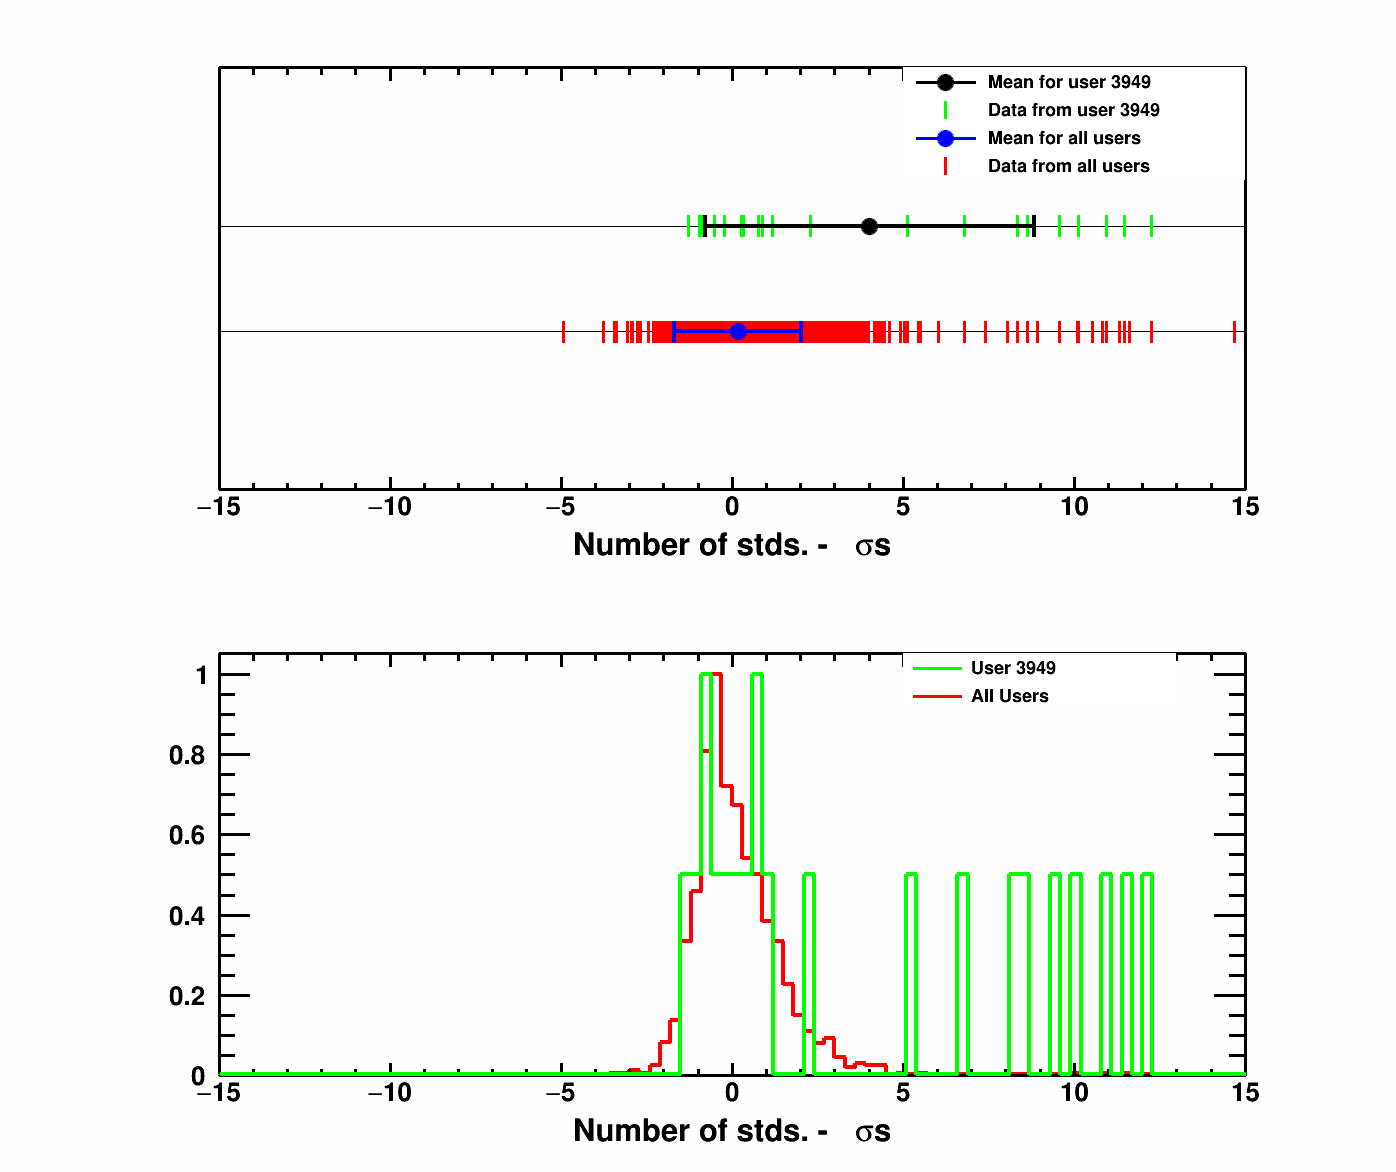 Mean for user 3949
Data from user 3949
Mean for all users
Data from all users
−15 −10 −5 0 5 10 15
Number of stds. - σs
User 3949
All Users
1
0.8
0.6
0.4
0.2
0
−15 −10 −5 0 5 10 15
Number of stds. - σs